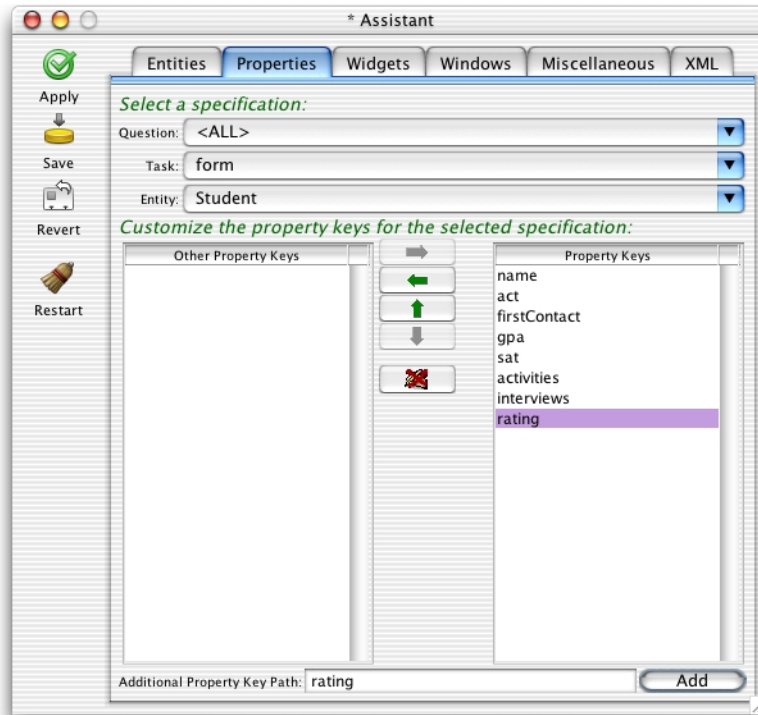 * Assistant
Apply
Save
Revert
Restart
Entities Properties Widgets Windows Miscellaneous XML
Select a specification:
Question: <ALL>
Task: form
Entity: Student
Customize the property keys for the selected specification:
Other Property Keys
Property Keys
name
act
firstContact
gpa
sat
activities
interviews
rating
Additional Property Key Path: rating Add